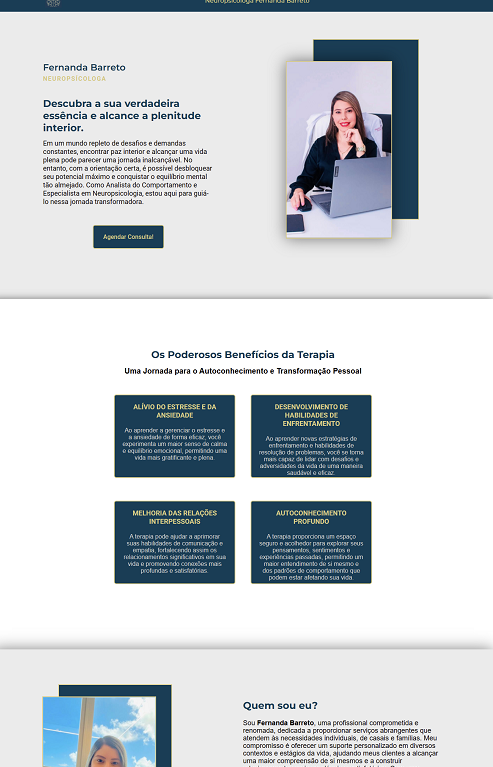 Neuropsicóloga Fernanda Barreto
Fernanda Barreto
NEUROPSICÓLOGA
Descubra a sua verdadeira
essência e alcance a plenitude
interior.
Em um mundo repleto de desafios e demandas
constantes, encontrar paz interior e alcançar uma vida
plena pode parecer uma jornada inalcançável. No
entanto, com a orientação certa, é possível desbloquear
seu potencial máximo e conquistar o equilíbrio mental
tão almejado. Como Analista do Comportamento e
Especialista em Neuropsicologia, estou aqui para guiá-
lo nessa jornada transformadora.
Agendar Consulta!
Os Poderosos Benefícios da Terapia
Uma Jornada para o Autoconhecimento e Transformação Pessoal
ALÍVIO DO ESTRESSE E DA
ANSIEDADE
Ao aprender a gerenciar o estresse e
a ansiedade de forma eficaz, você
experimenta um maior senso de calma
e equilíbrio emocional, permitindo uma
vida mais gratificante e plena.
DESENVOLVIMENTO DE
HABILIDADES DE
ENFRENTAMENTO
Ao aprender novas estratégias de
enfrentamento e habilidades de
resolução de problemas, você se torna
mais capaz de lidar com desafios e
adversidades da vida de uma maneira
saudável e eficaz.
MELHORIA DAS RELAÇÕES
INTERPESSOAIS
A terapia pode ajudar a aprimorar
suas habilidades de comunicação e
empatia, fortalecendo assim os
relacionamentos significativos em sua
vida e promovendo conexões mais
profundas e satisfatórias.
AUTOCONHECIMENTO
PROFUNDO
A terapia proporciona um espaço
seguro e acolhedor para explorar seus
pensamentos, sentimentos e
experiências passadas, permitindo um
maior entendimento de si mesmo e
dos padrões de comportamento que
podem estar afetando sua vida.
Quem sou eu?
Sou Fernanda Barreto, uma profissional comprometida e
renomada, dedicada a proporcionar serviços abrangentes que
atendem às necessidades individuais, de casais e famílias. Meu
compromisso é oferecer um suporte personalizado em diversos
contextos e estágios da vida, ajudando meus clientes a alcançar
uma maior compreensão de si mesmos e a construir